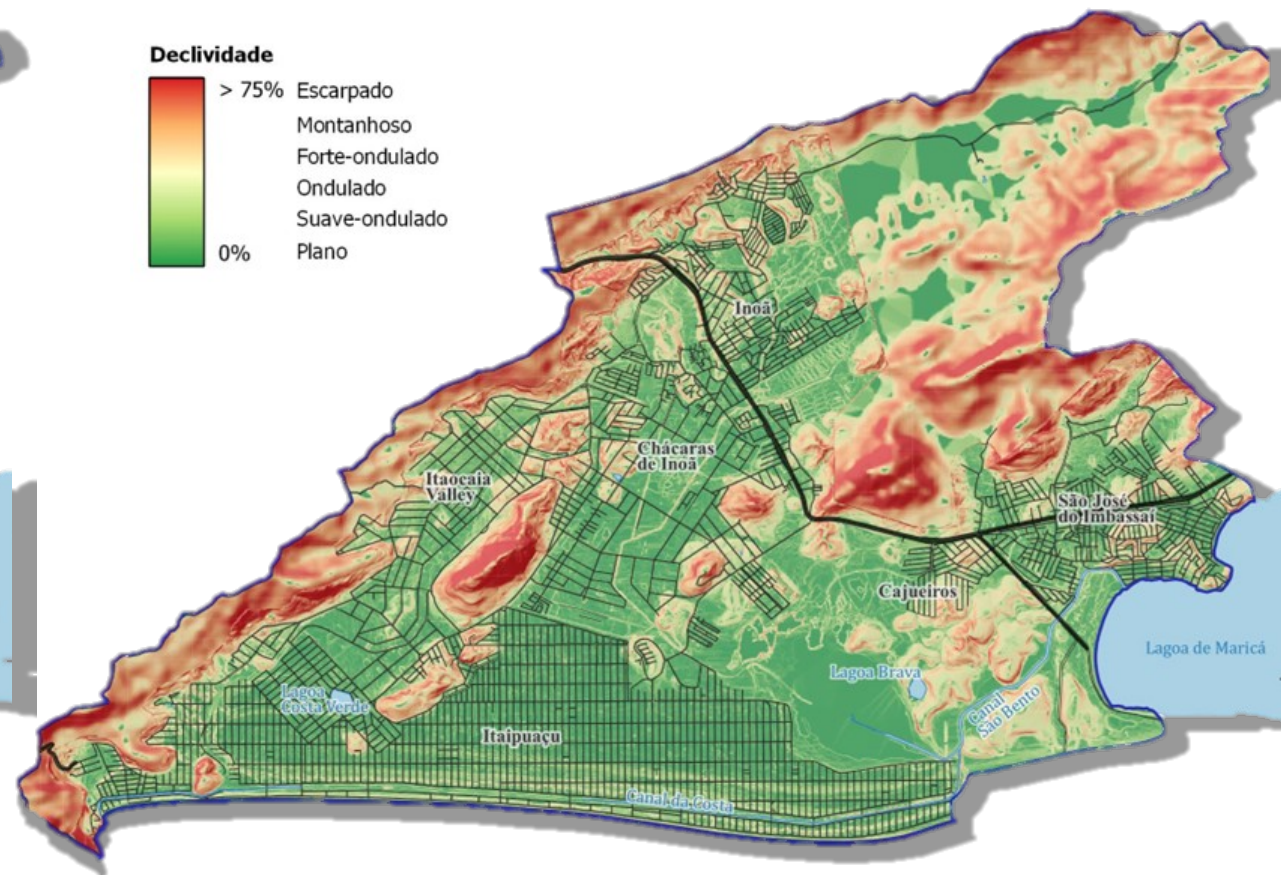 Declividade
> 75% Escarpado
Montanhoso
Forte-ondulado
Ondulado
Suave-ondulado
0% Plano
Inoã
Chácaras
de Inoã
Itaocaia
Valley
São José
do Imbassaí
Cajueiros
Lagoa de Maricá
Lagoa Brava
Lagoa
Costa Verde
Canal
São Bento
Itaipuaçu
Canal da Costa